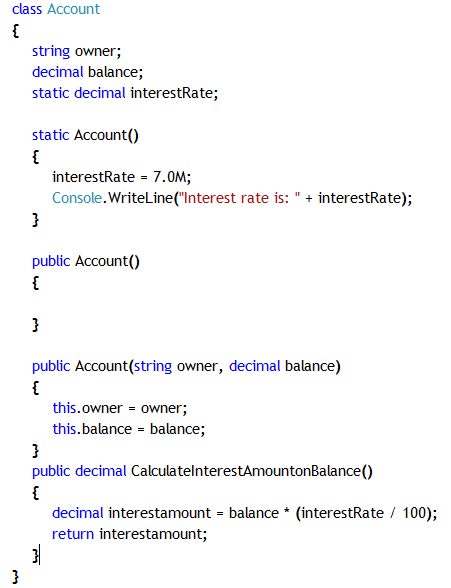 class Account
{
string owner;
decimal balance;
static decimal interestRate;
static Account()
{
interestRate = 7.0M;
Console.WriteLine("Interest rate is: " + interestRate);
}
public Account()
{
}
public Account(string owner, decimal balance)
{
this.owner = owner;
this.balance = balance;
}
public decimal CalculateInterestAmountonBalance()
{
decimal interestamount = balance * (interestRate / 100);
return interestamount;
}
}